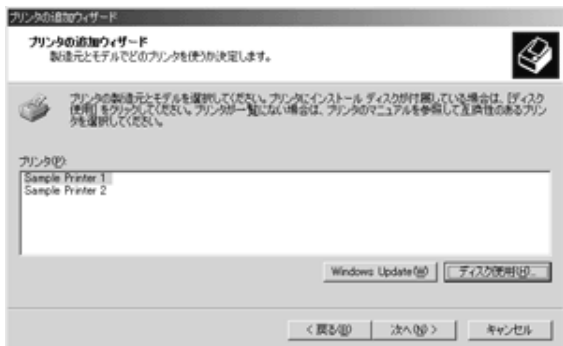 プリンタの追加ウィザード
プリンタの追加ウィザード
製造元とモデルでどのプリンタを使うか決定します。
プリンタの製造元とモデルを選択してください。プリンタにインストール ディスクが付属している場合は、[ディスク
使用] をクリックしてください。プリンタが一覧にない場合は、プリンタのマニュアルを参照して互換性のあるプリン
タを選択してください。
プリンタ(P):
Sample Printer 1
Sample Printer 2
Windows Update(W)
ディスク使用(H)...
< 戻る(B)
次へ(N) >
キャンセル